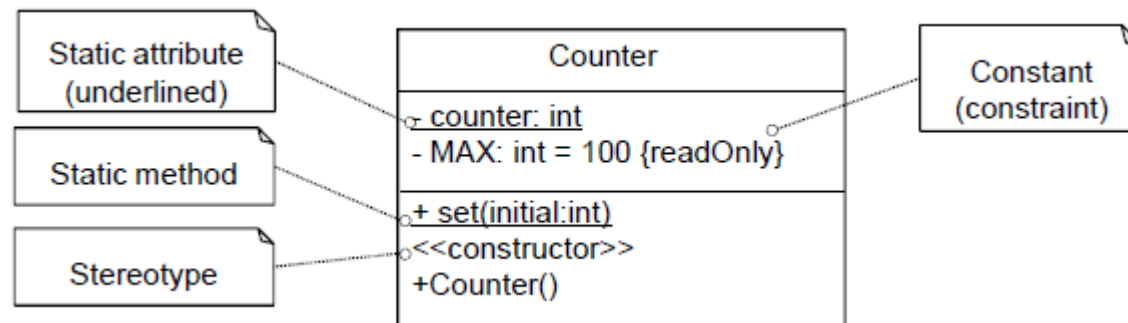 Static attribute
(underlined)
Static method
Stereotype
Counter
- counter: int
- MAX: int = 100 {readOnly}
+ set(initial:int)
<<constructor>>
+Counter()
Constant
(constraint)